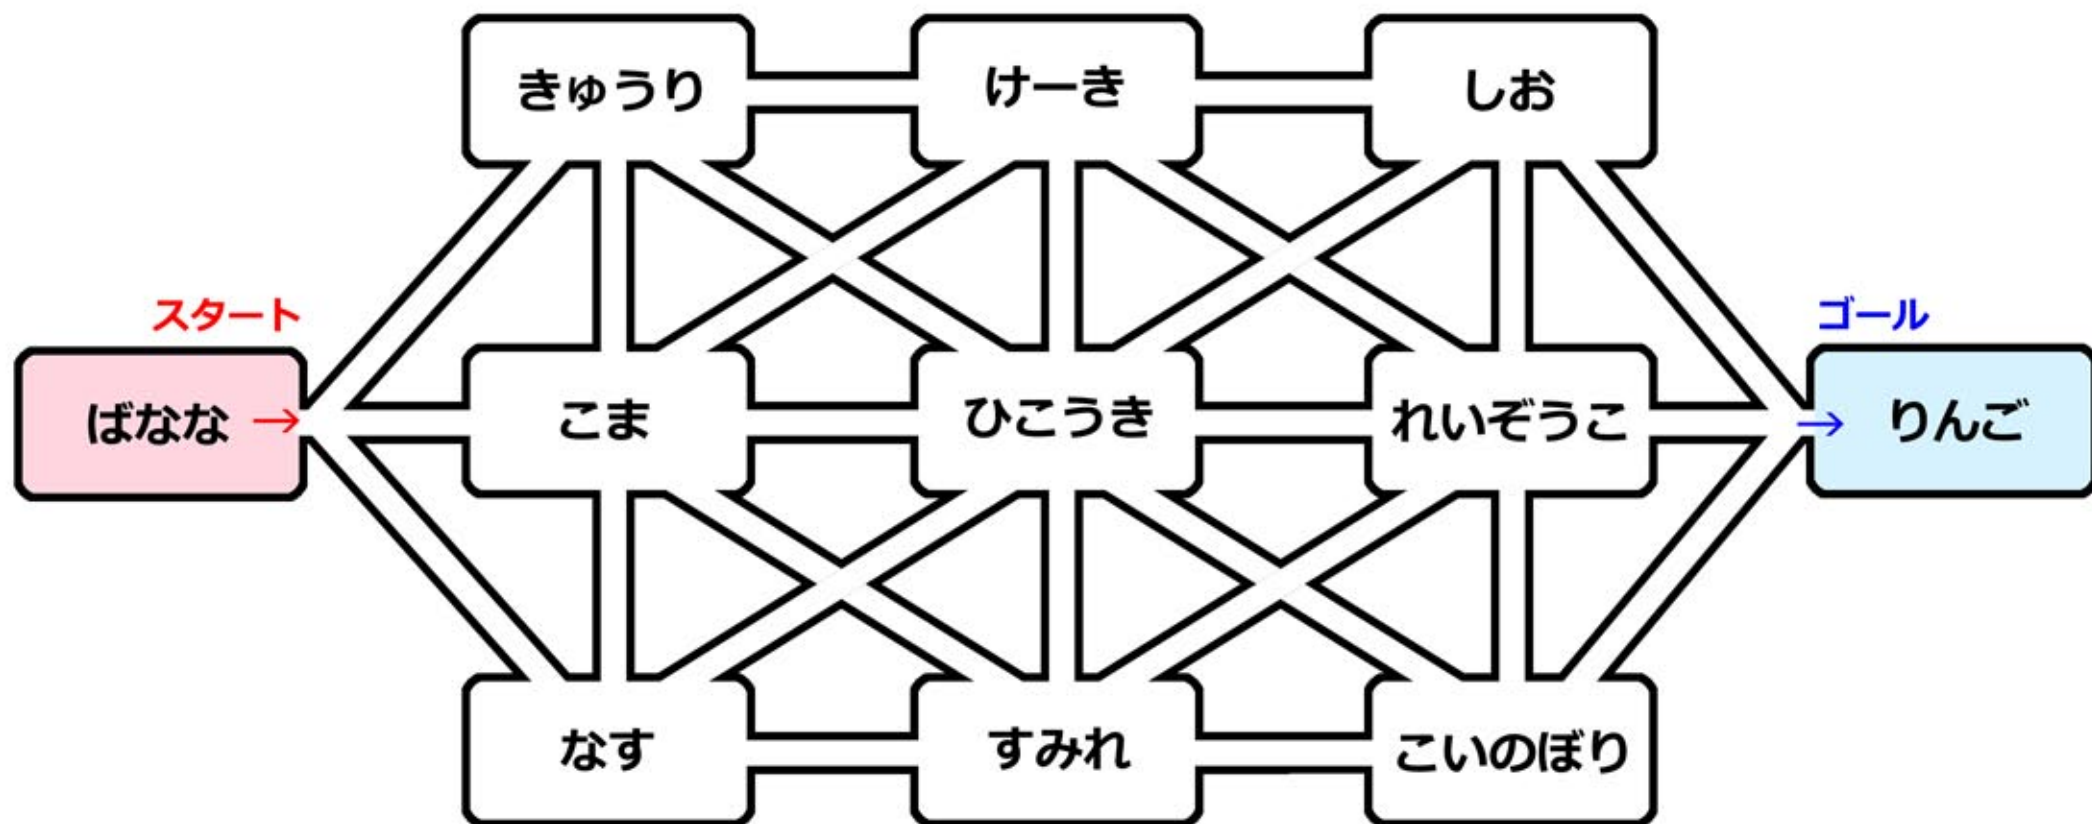 きゅうり
けーき
しお
スタート
ゴール
ばなな →
こま
ひこうき
れいぞうこ
→ りんご
なす
すみれ
こいのぼり